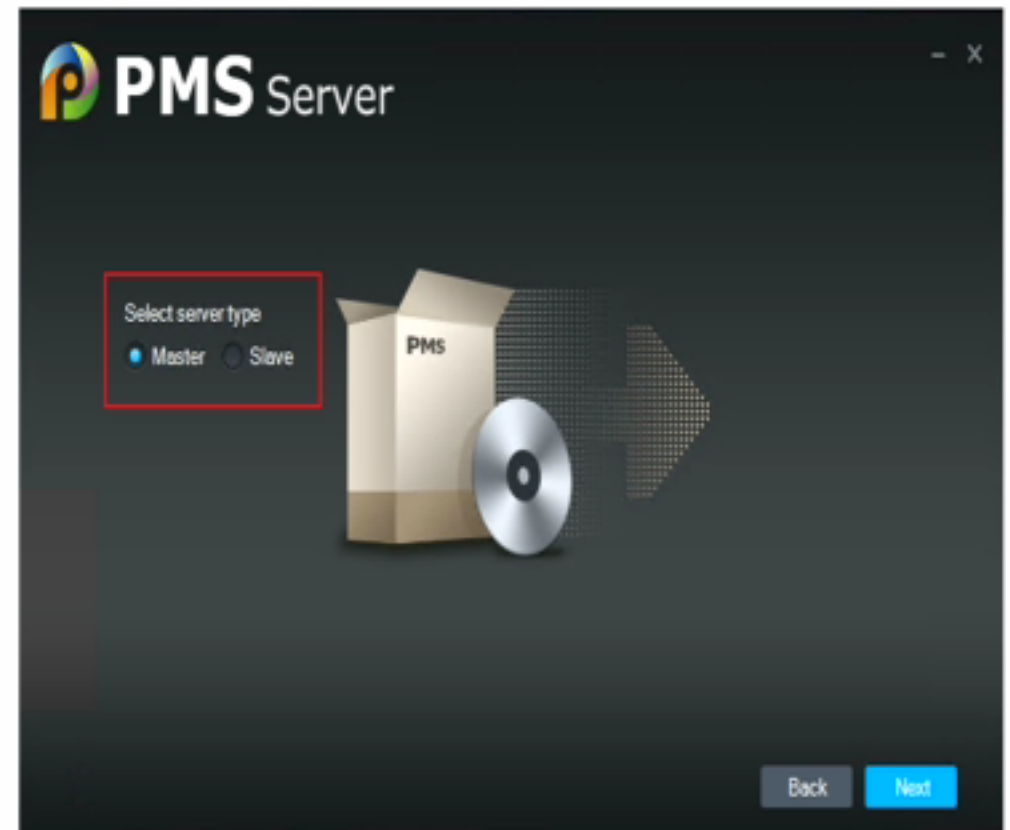 PMS Server
Select server type
Master Slave
PMS
Back Next